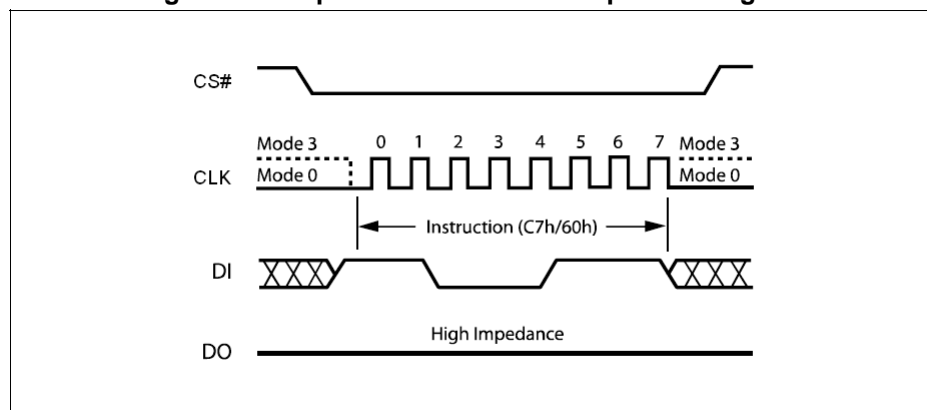 CS#
Mode 3 0 1 2 3 4 5 6 7 Mode 3
CLK Mode 0 Mode 0
Instruction (C7h/60h)
DI
High Impedance
DO